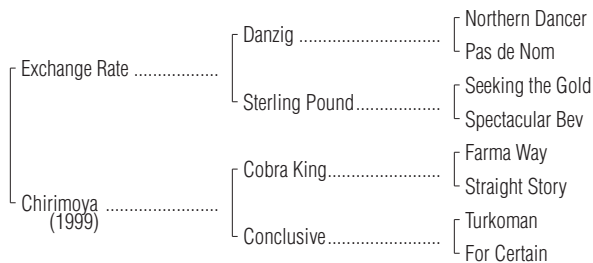 Northern Dancer
Danzig ................................
Pas de Nom
Exchange Rate ...................
Seeking the Gold
Sterling Pound...................
Spectacular Bev
Farma Way
Cobra King.........................
Straight Story
Chirimoya .........................
(1999)
Turkoman
Conclusive.........................
For Certain